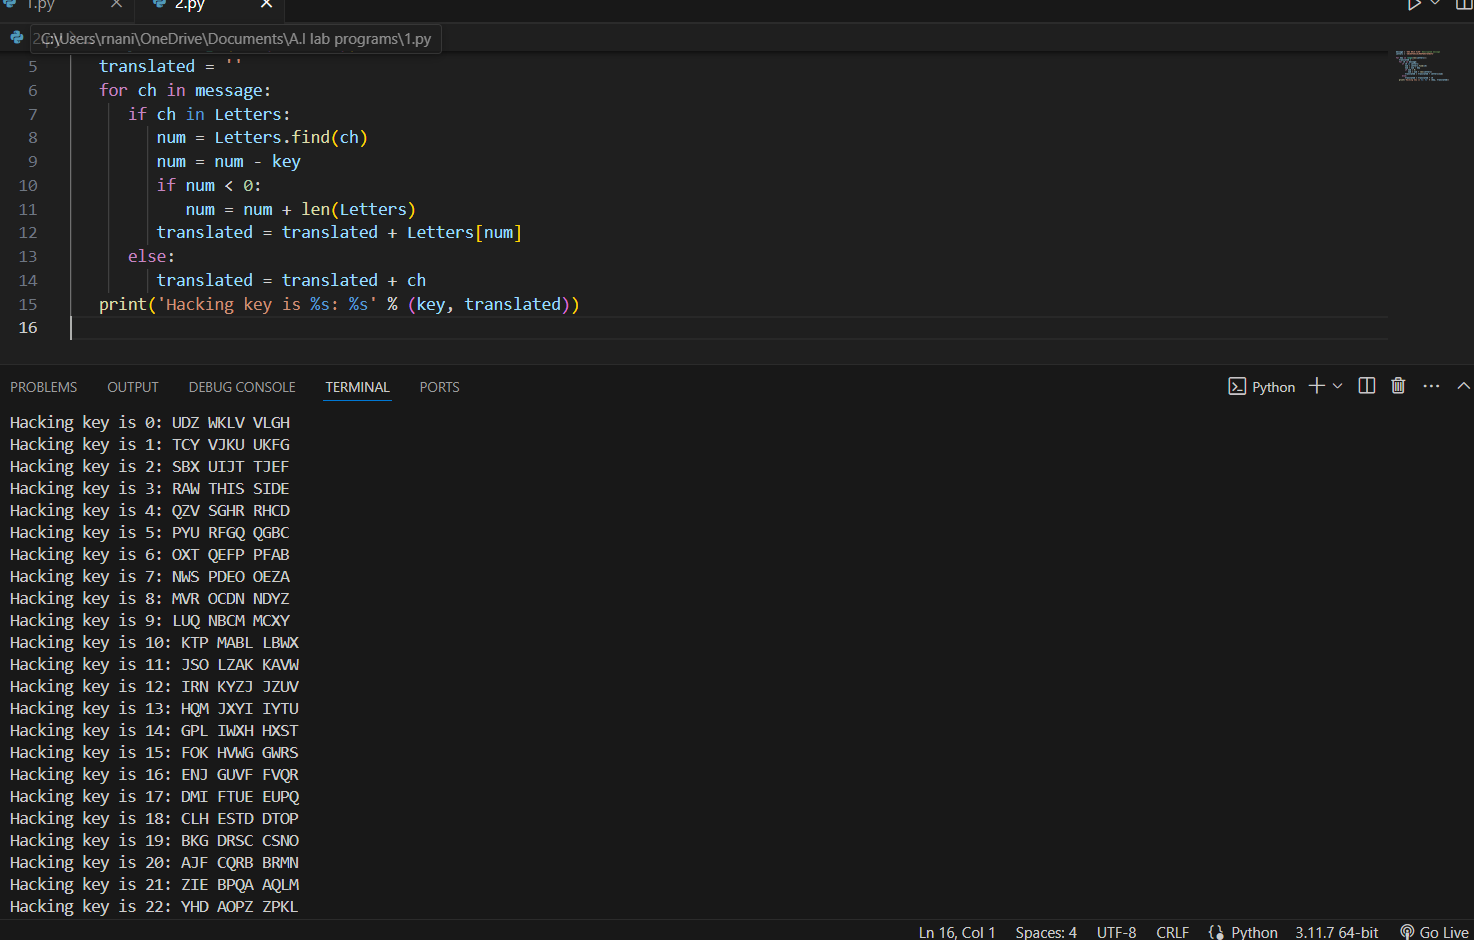 1.py 2.py
C:\Users\rnani\OneDrive\Documents\A.I lab programs\1.py
5 translated = ''
6 for ch in message:
7 if ch in Letters:
8 num = Letters.find(ch)
9 num = num - key
10 if num < 0:
11 num = num + len(Letters)
12 translated = translated + Letters[num]
13 else:
14 translated = translated + ch
15 print('Hacking key is %s: %s' % (key, translated))
16
PROBLEMS OUTPUT DEBUG CONSOLE TERMINAL PORTS Python
Hacking key is 0: UDZ WKLV VLGH
Hacking key is 1: TCY VJKU UKFG
Hacking key is 2: SBX UIJT TJEF
Hacking key is 3: RAW THIS SIDE
Hacking key is 4: QZV SGHR RHCD
Hacking key is 5: PYU RFGQ QGBC
Hacking key is 6: OXT QEFP PFAB
Hacking key is 7: NWS PDEO OEZA
Hacking key is 8: MVR OCDN NDYZ
Hacking key is 9: LUQ NBCM MCXY
Hacking key is 10: KTP MABL LBWX
Hacking key is 11: JSO LZAK KAVW
Hacking key is 12: IRN KYZJ JZUV
Hacking key is 13: HQM JXYI IYTU
Hacking key is 14: GPL IWXH HXST
Hacking key is 15: FOK HVWG GWRS
Hacking key is 16: ENJ GUVF FVQR
Hacking key is 17: DMI FTUE EUPQ
Hacking key is 18: CLH ESTD DTOP
Hacking key is 19: BKG DRSC CSNO
Hacking key is 20: AJF CQRB BRMN
Hacking key is 21: ZIE BPQA AQLM
Hacking key is 22: YHD AOPZ ZPKL
Ln 16, Col 1 Spaces: 4 UTF-8 CRLF Python 3.11.7 64-bit Go Live